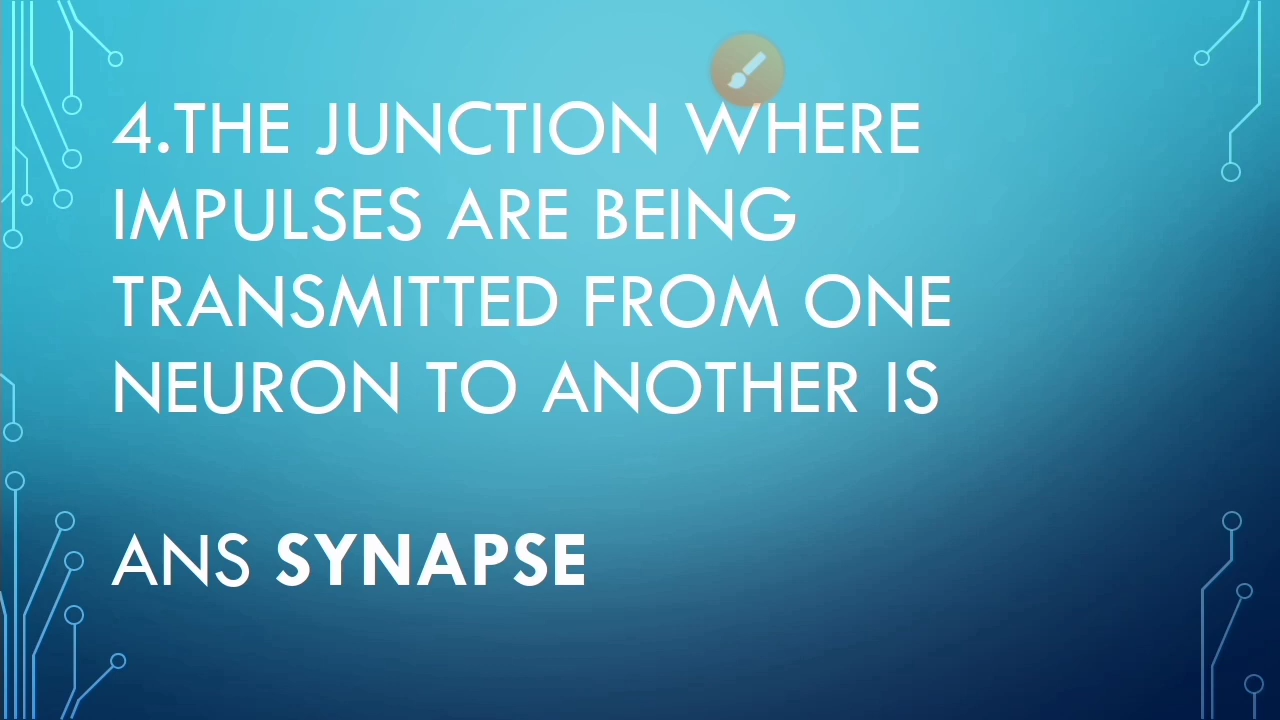 4.THE JUNCTION WHERE
IMPULSES ARE BEING
TRANSMITTED FROM ONE
NEURON TO ANOTHER IS
ANS SYNAPSE